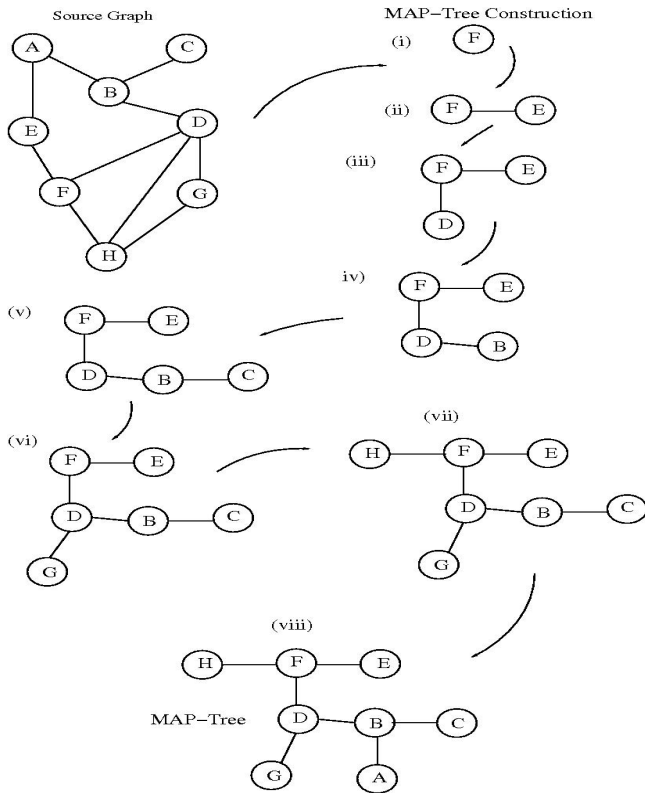 Source Graph
MAP-Tree Construction
A
C
B
E
D
F
G
H
(i)
F
(ii)
F
E
(iii)
F
E
D
iv)
F
E
D
B
(v)
F
E
D
B
C
(vi)
F
E
D
B
C
G
(vii)
H
F
E
D
B
C
G
(viii)
H
F
E
MAP-Tree
D
B
C
G
A